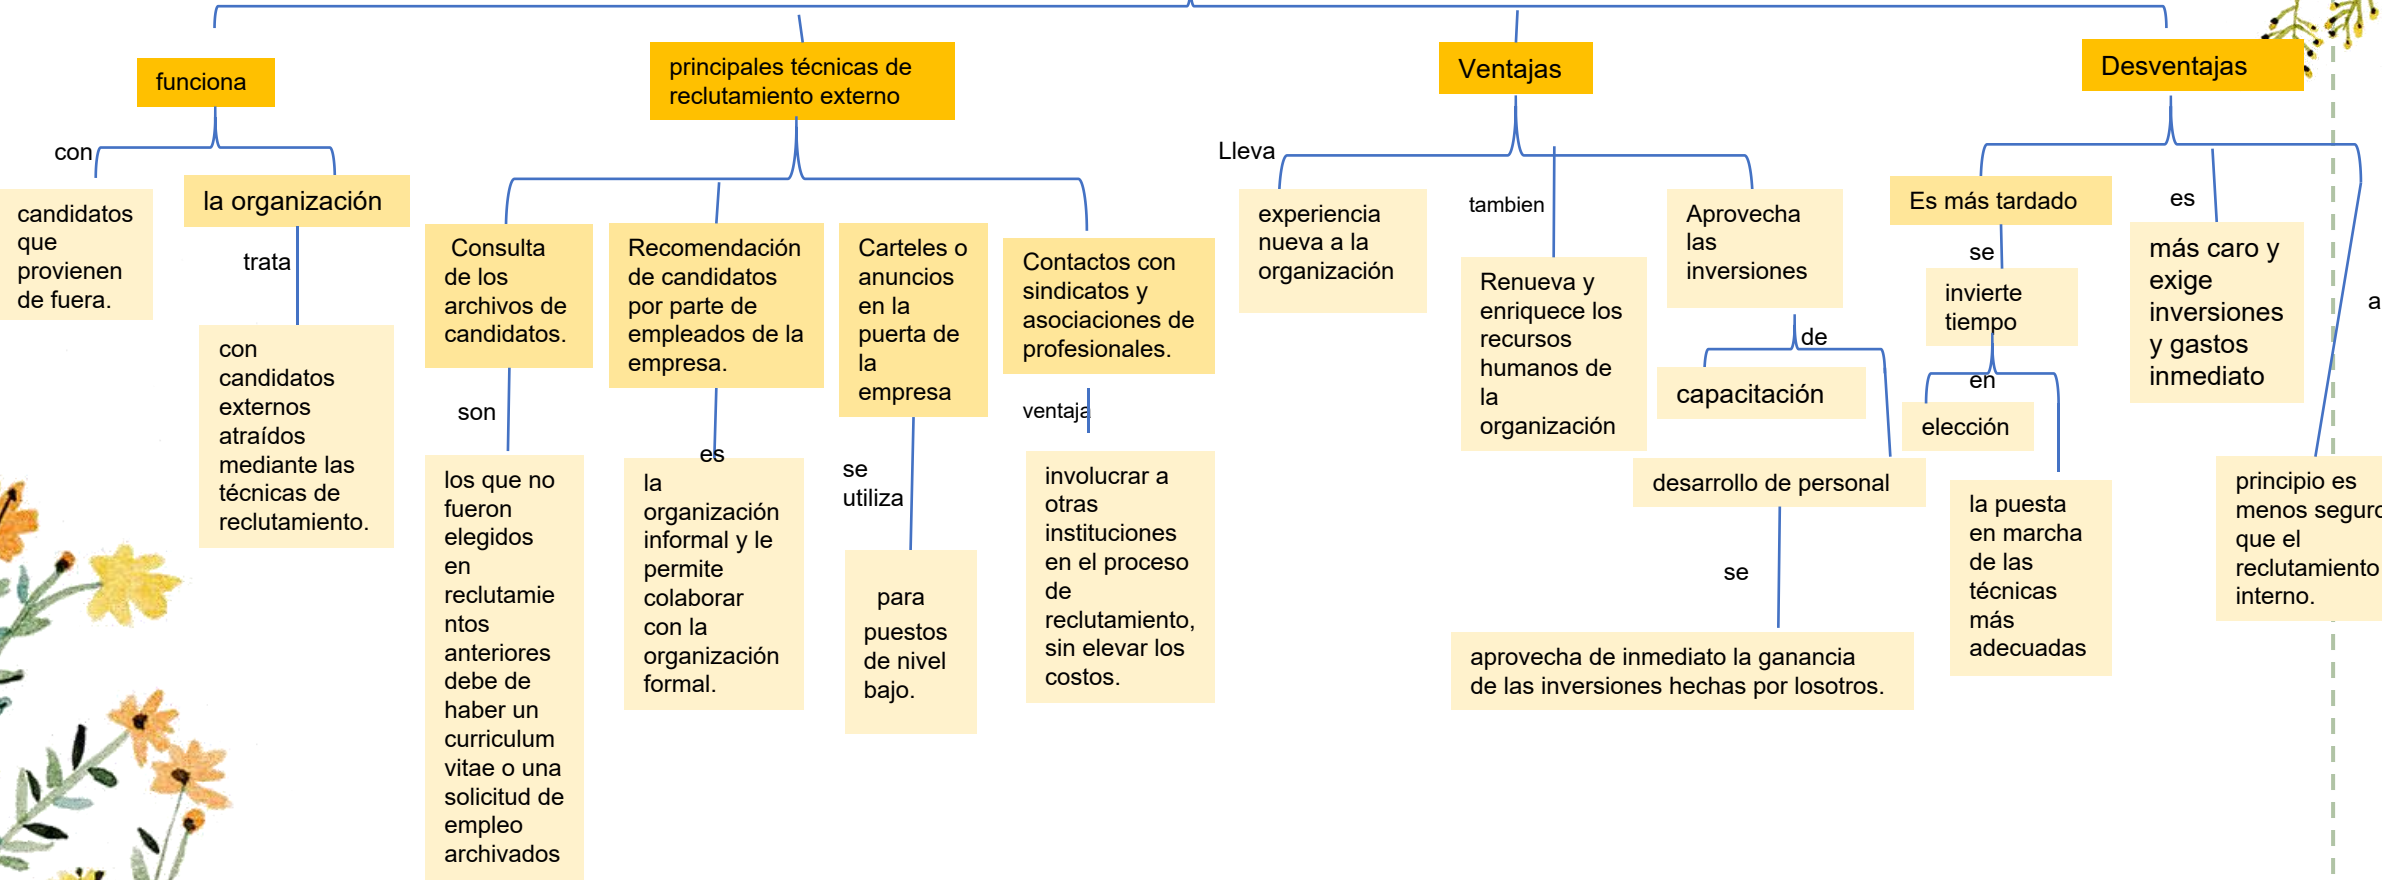 funciona
con
candidatos
que
provienen
de fuera.
la organización
trata
con
candidatos
externos
atraídos
mediante las
técnicas de
reclutamiento.
principales técnicas de
reclutamiento externo
Consulta
de los
archivos de
candidatos.
son
los que no
fueron
elegidos
en
reclutamie
ntos
anteriores
debe de
haber un
curriculum
vitae o una
solicitud de
empleo
archivados
Recomendación
de candidatos
por parte de
empleados de la
empresa.
es
la
organización
informal y le
permite
colaborar
con la
organización
formal.
Carteles o
anuncios
en la
puerta de
la
empresa
se
utiliza
para
puestos
de nivel
bajo.
Contactos con
sindicatos y
asociaciones de
profesionales.
ventaja
involucrar a
otras
instituciones
en el proceso
de
reclutamiento,
sin elevar los
costos.
Ventajas
Lleva
experiencia
nueva a la
organización
tambien
Renueva y
enriquece los
recursos
humanos de
la
organización
Aprovecha
las
inversiones
de
capacitación
desarrollo de personal
se
aprovecha de inmediato la ganancia
de las inversiones hechas por losotros.
Desventajas
Es más tardado
se
invierte
tiempo
en
elección
la puesta
en marcha
de las
técnicas
más
adecuadas
es
más caro y
exige
inversiones
y gastos
inmediato
a
principio es
menos seguro
que el
reclutamiento
interno.